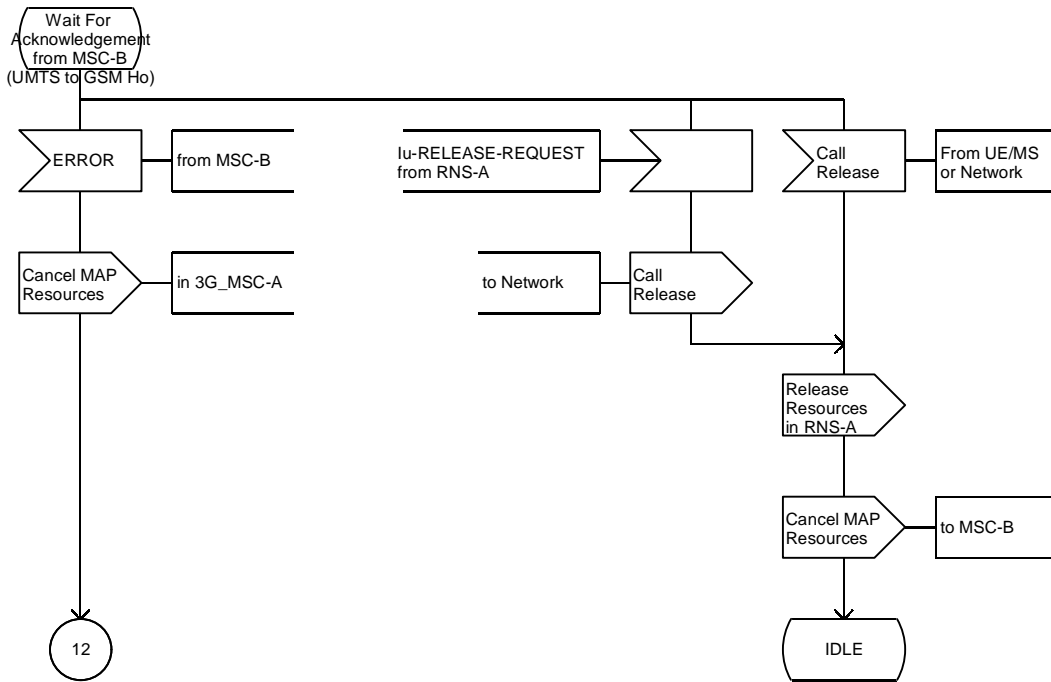 Wait For
Acknowledgement
from MSC-B
(UMTS to GSM Ho)
ERROR
from MSC-B
Iu-RELEASE-REQUEST
from RNS-A
Call
Release
From UE/MS
or Network
Cancel MAP
Resources
in 3G_MSC-A
to Network
Call
Release
Release
Resources
in RNS-A
Cancel MAP
Resources
to MSC-B
12
IDLE